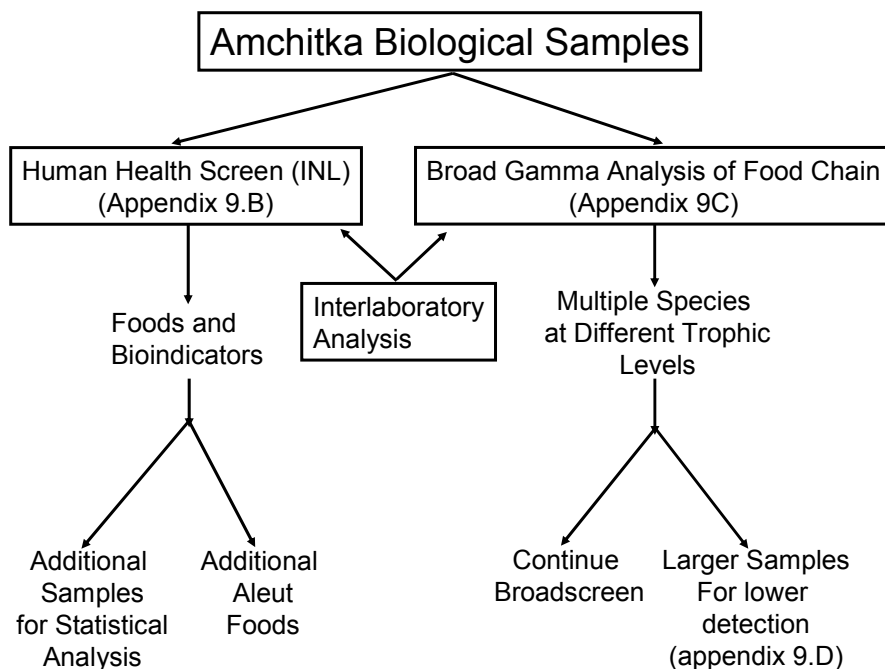 Amchitka Biological Samples
Human Health Screen (INL)
(Appendix 9.B)
Broad Gamma Analysis of Food Chain
(Appendix 9C)
Interlaboratory
Analysis
Foods and
Bioindicators
Multiple Species
at Different Trophic
Levels
Additional
Samples
for Statistical
Analysis
Additional
Aleut
Foods
Continue
Broadscreen
Larger Samples
For lower
detection
(appendix 9.D)